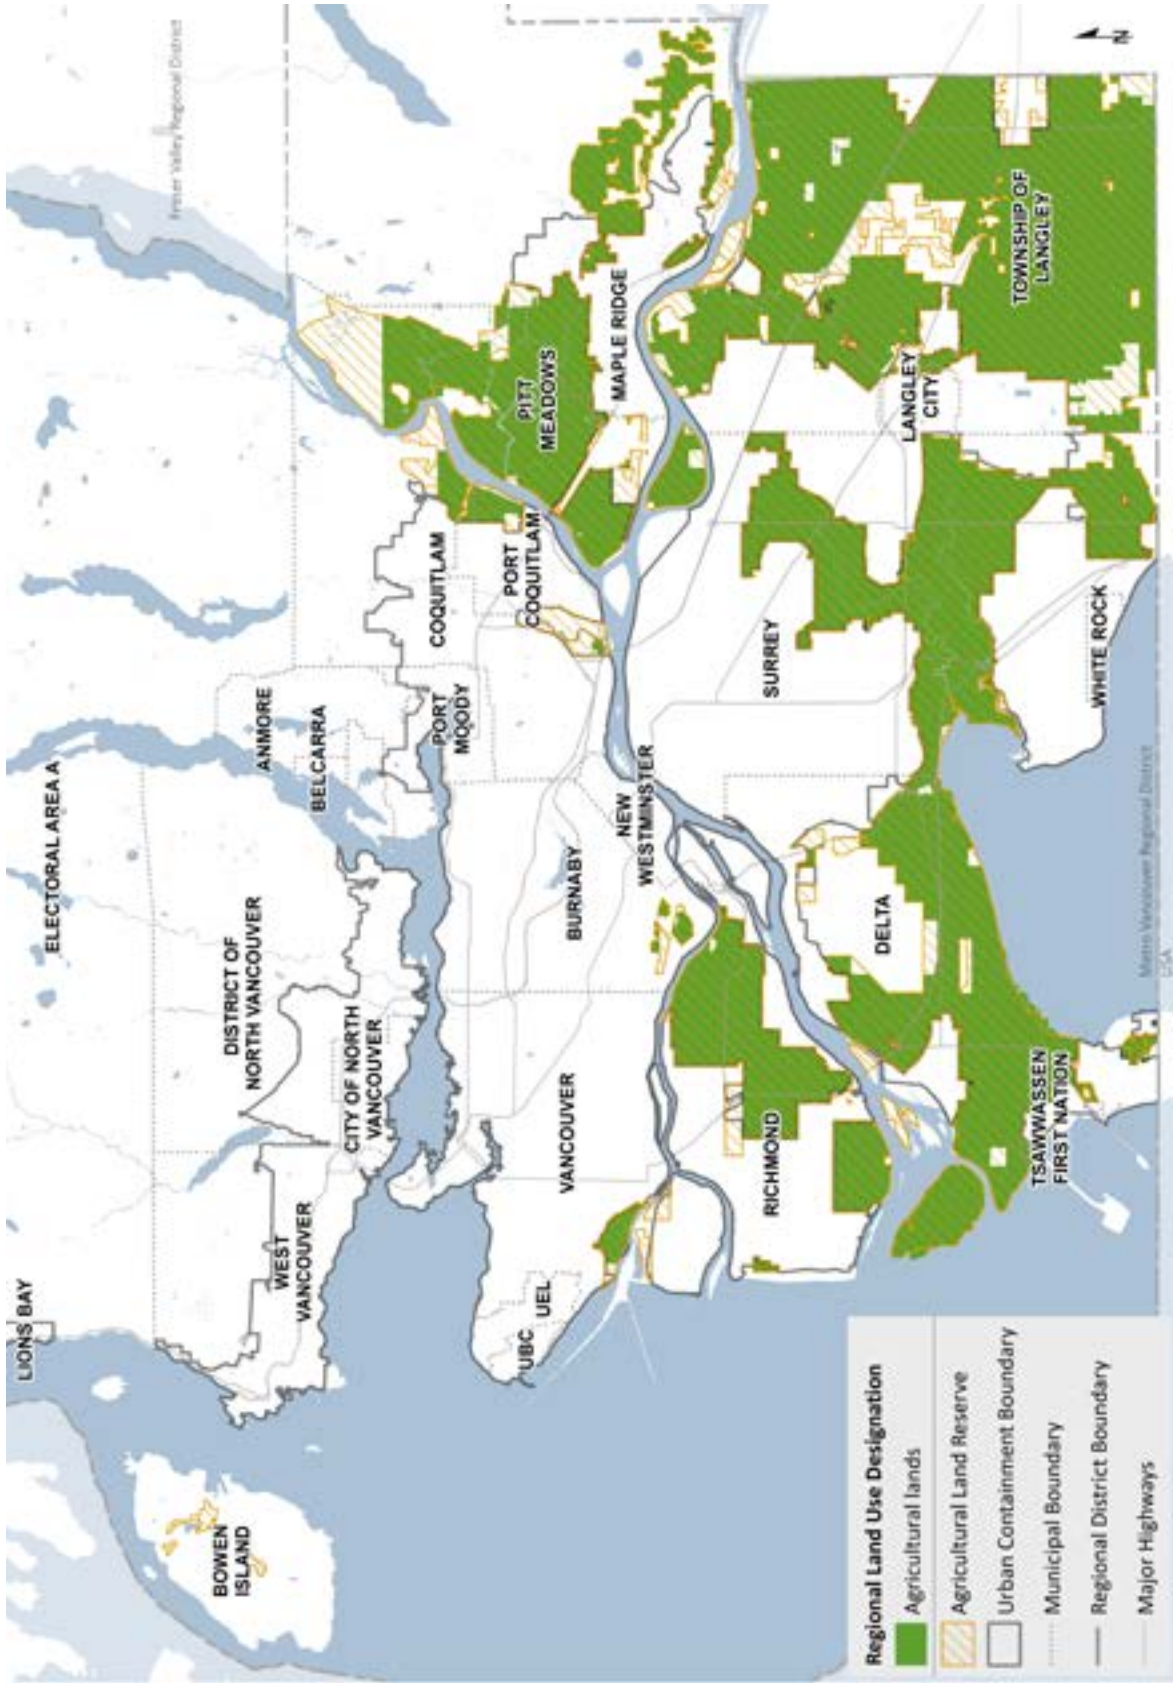 LIONS BAY
ELECTORAL AREA A
Fraser Valley Regional District
BOWEN
ISLAND
WEST
VANCOUVER
DISTRICT OF
NORTH VANCOUVER
CITY OF NORTH
VANCOUVER
ANMORE
BELCARRA
PORT
MOODY
COQUITLAM
PORT
COQUITLAM
PITT
MEADOWS
MAPLE RIDGE
UBC
UEL
VANCOUVER
BURNABY
NEW
WESTMINSTER
RICHMOND
DELTA
SURREY
LANGLEY
CITY
TOWNSHIP OF
LANGLEY
WHITE ROCK
TSAWWASSEN
FIRST NATION
Metro Vancouver Regional District
USA
N
Regional Land Use Designation
Agricultural lands
Agricultural Land Reserve
Urban Containment Boundary
Municipal Boundary
Regional District Boundary
Major Highways